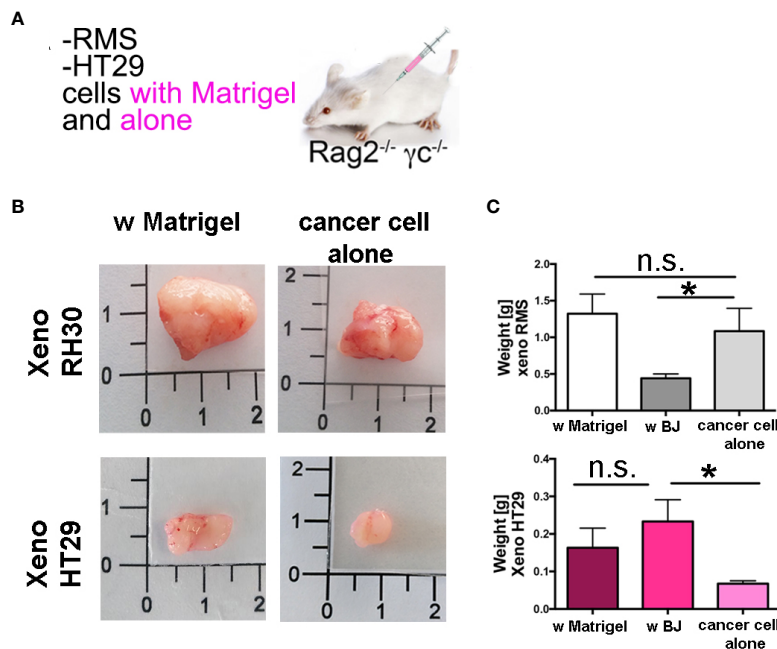 A
-RMS
-HT29
cells with Matrigel
and alone
Rag2-/- γc-/-
B
w Matrigel
cancer cell
alone
Xeno
RH30
1
0
0
1
2
2
1
0
0
1
2
Xeno
HT29
1
0
0
1
2
2
1
0
0
1
2
C
n.s.
*
Weight [g]
xeno RMS
2.0
1.5
1.0
0.5
0.0
w Matrigel
w BJ
cancer cell
alone
n.s.
*
Weight [g]
Xeno HT29
0.4
0.3
0.2
0.1
0.0
w Matrigel
w BJ
cancer cell
alone